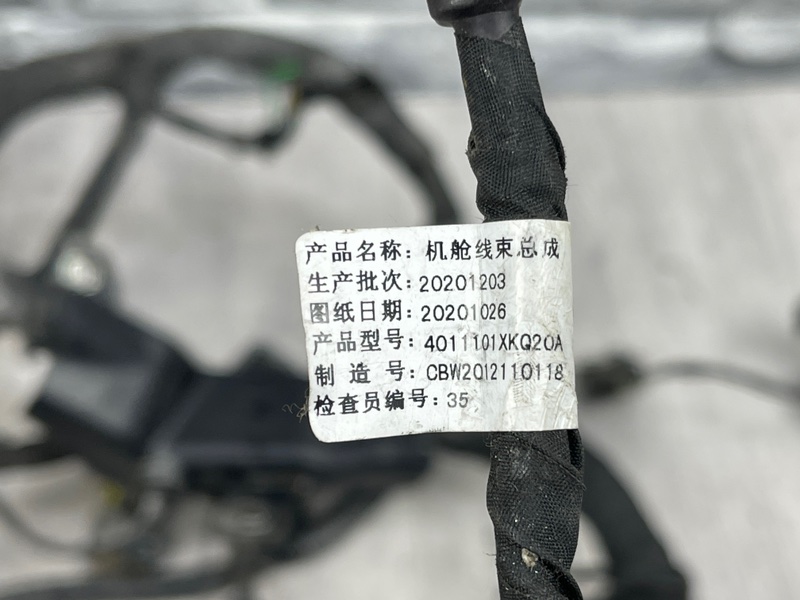 产品名称：机舱线束总成
生产批次：20201203
图纸日期：20201026
产品型号：4011101XKQ20A
制 造 号：CBW2012110118
检查员编号：35